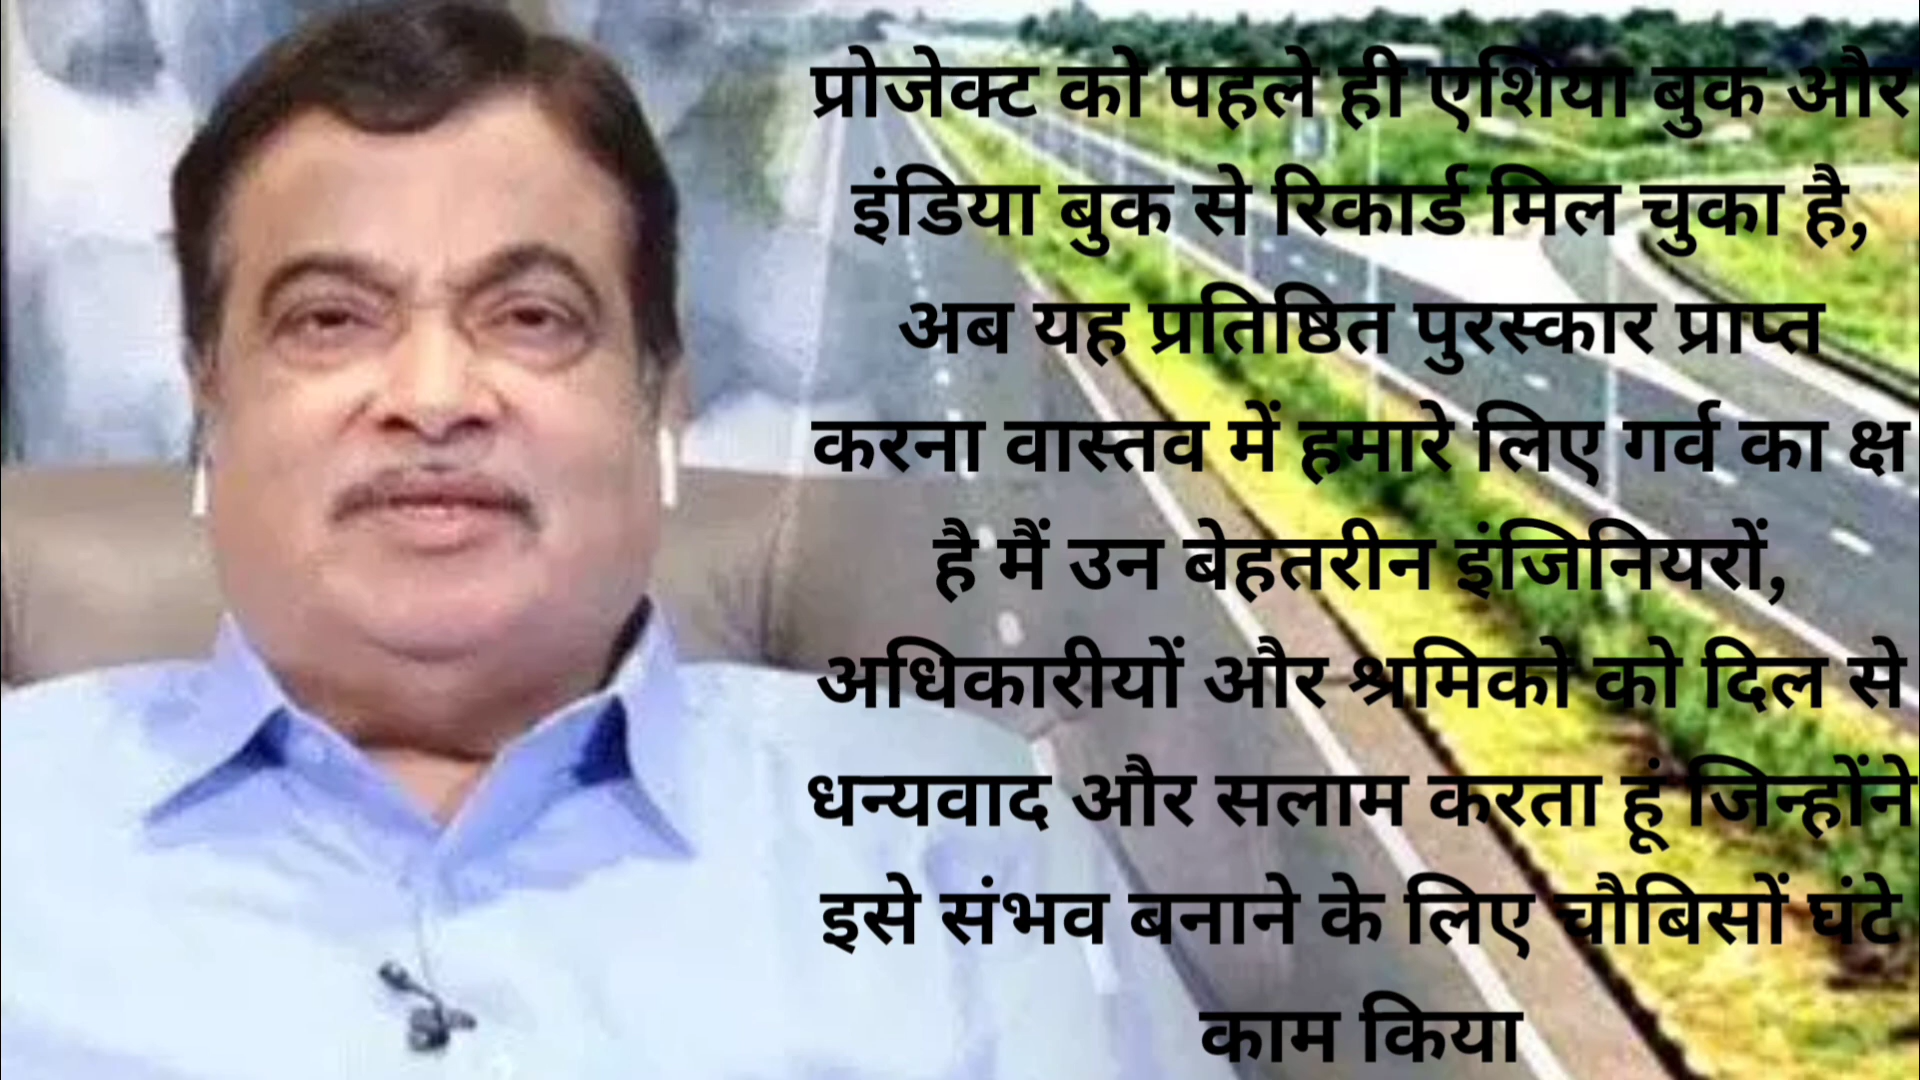 प्रोजेक्ट को पहले ही एशिया बुक और
इंडिया बुक से रिकार्ड मिल चुका है,
अब यह प्रतिष्ठित पुरस्कार प्राप्त
करना वास्तव में हमारे लिए गर्व का क्ष
है मैं उन बेहतरीन इंजिनियरों,
अधिकारीयों और श्रमिको को दिल से
धन्यवाद और सलाम करता हूं जिन्होंने
इसे संभव बनाने के लिए चौबिसों घंटे
काम किया